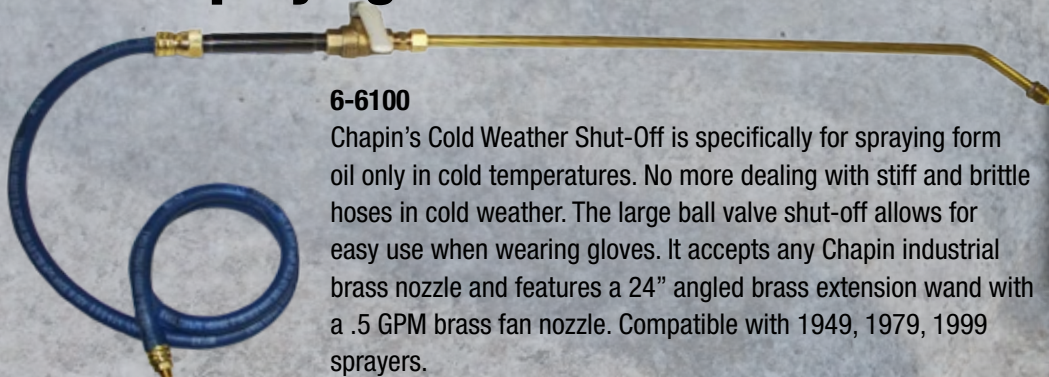 6-6100
Chapin’s Cold Weather Shut-Off is specifically for spraying form
oil only in cold temperatures. No more dealing with stiff and brittle
hoses in cold weather. The large ball valve shut-off allows for
easy use when wearing gloves. It accepts any Chapin industrial
brass nozzle and features a 24” angled brass extension wand with
a .5 GPM brass fan nozzle. Compatible with 1949, 1979, 1999
sprayers.